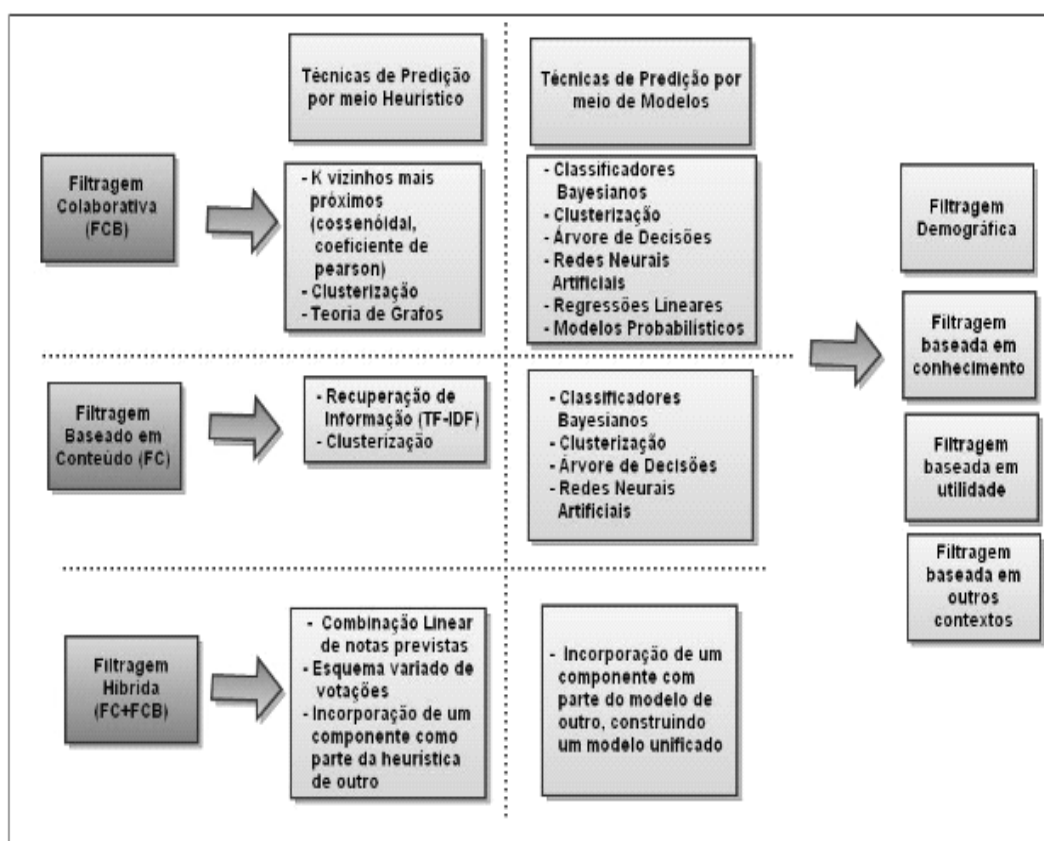 Técnicas de Predição
por meio Heurístico
Técnicas de Predição por
meio de Modelos
Filtragem
Colaborativa
(FCB)
- K vizinhos mais
próximos
(cossenóidal,
coeficiente de
pearson)
- Clusterização
- Teoria de Grafos
- Classificadores
Bayesianos
- Clusterização
- Árvore de Decisões
- Redes Neurais
Artificiais
- Regressões Lineares
- Modelos Probabilísticos
Filtragem
Baseado em
Conteúdo (FC)
- Recuperação de
Informação (TF-IDF)
- Clusterização
- Classificadores
Bayesianos
- Clusterização
- Árvore de Decisões
- Redes Neurais
Artificiais
Filtragem
Híbrida
(FC+FCB)
- Combinação Linear
de notas previstas
- Esquema variado de
votações
- Incorporação de um
componente como
parte da heurística
de outro
- Incorporação de um
componente com
parte do modelo de
outro, construindo
um modelo unificado
Filtragem
Demográfica
Filtragem
baseada em
conhecimento
Filtragem
baseada em
utilidade
Filtragem
baseada em
outros
contextos